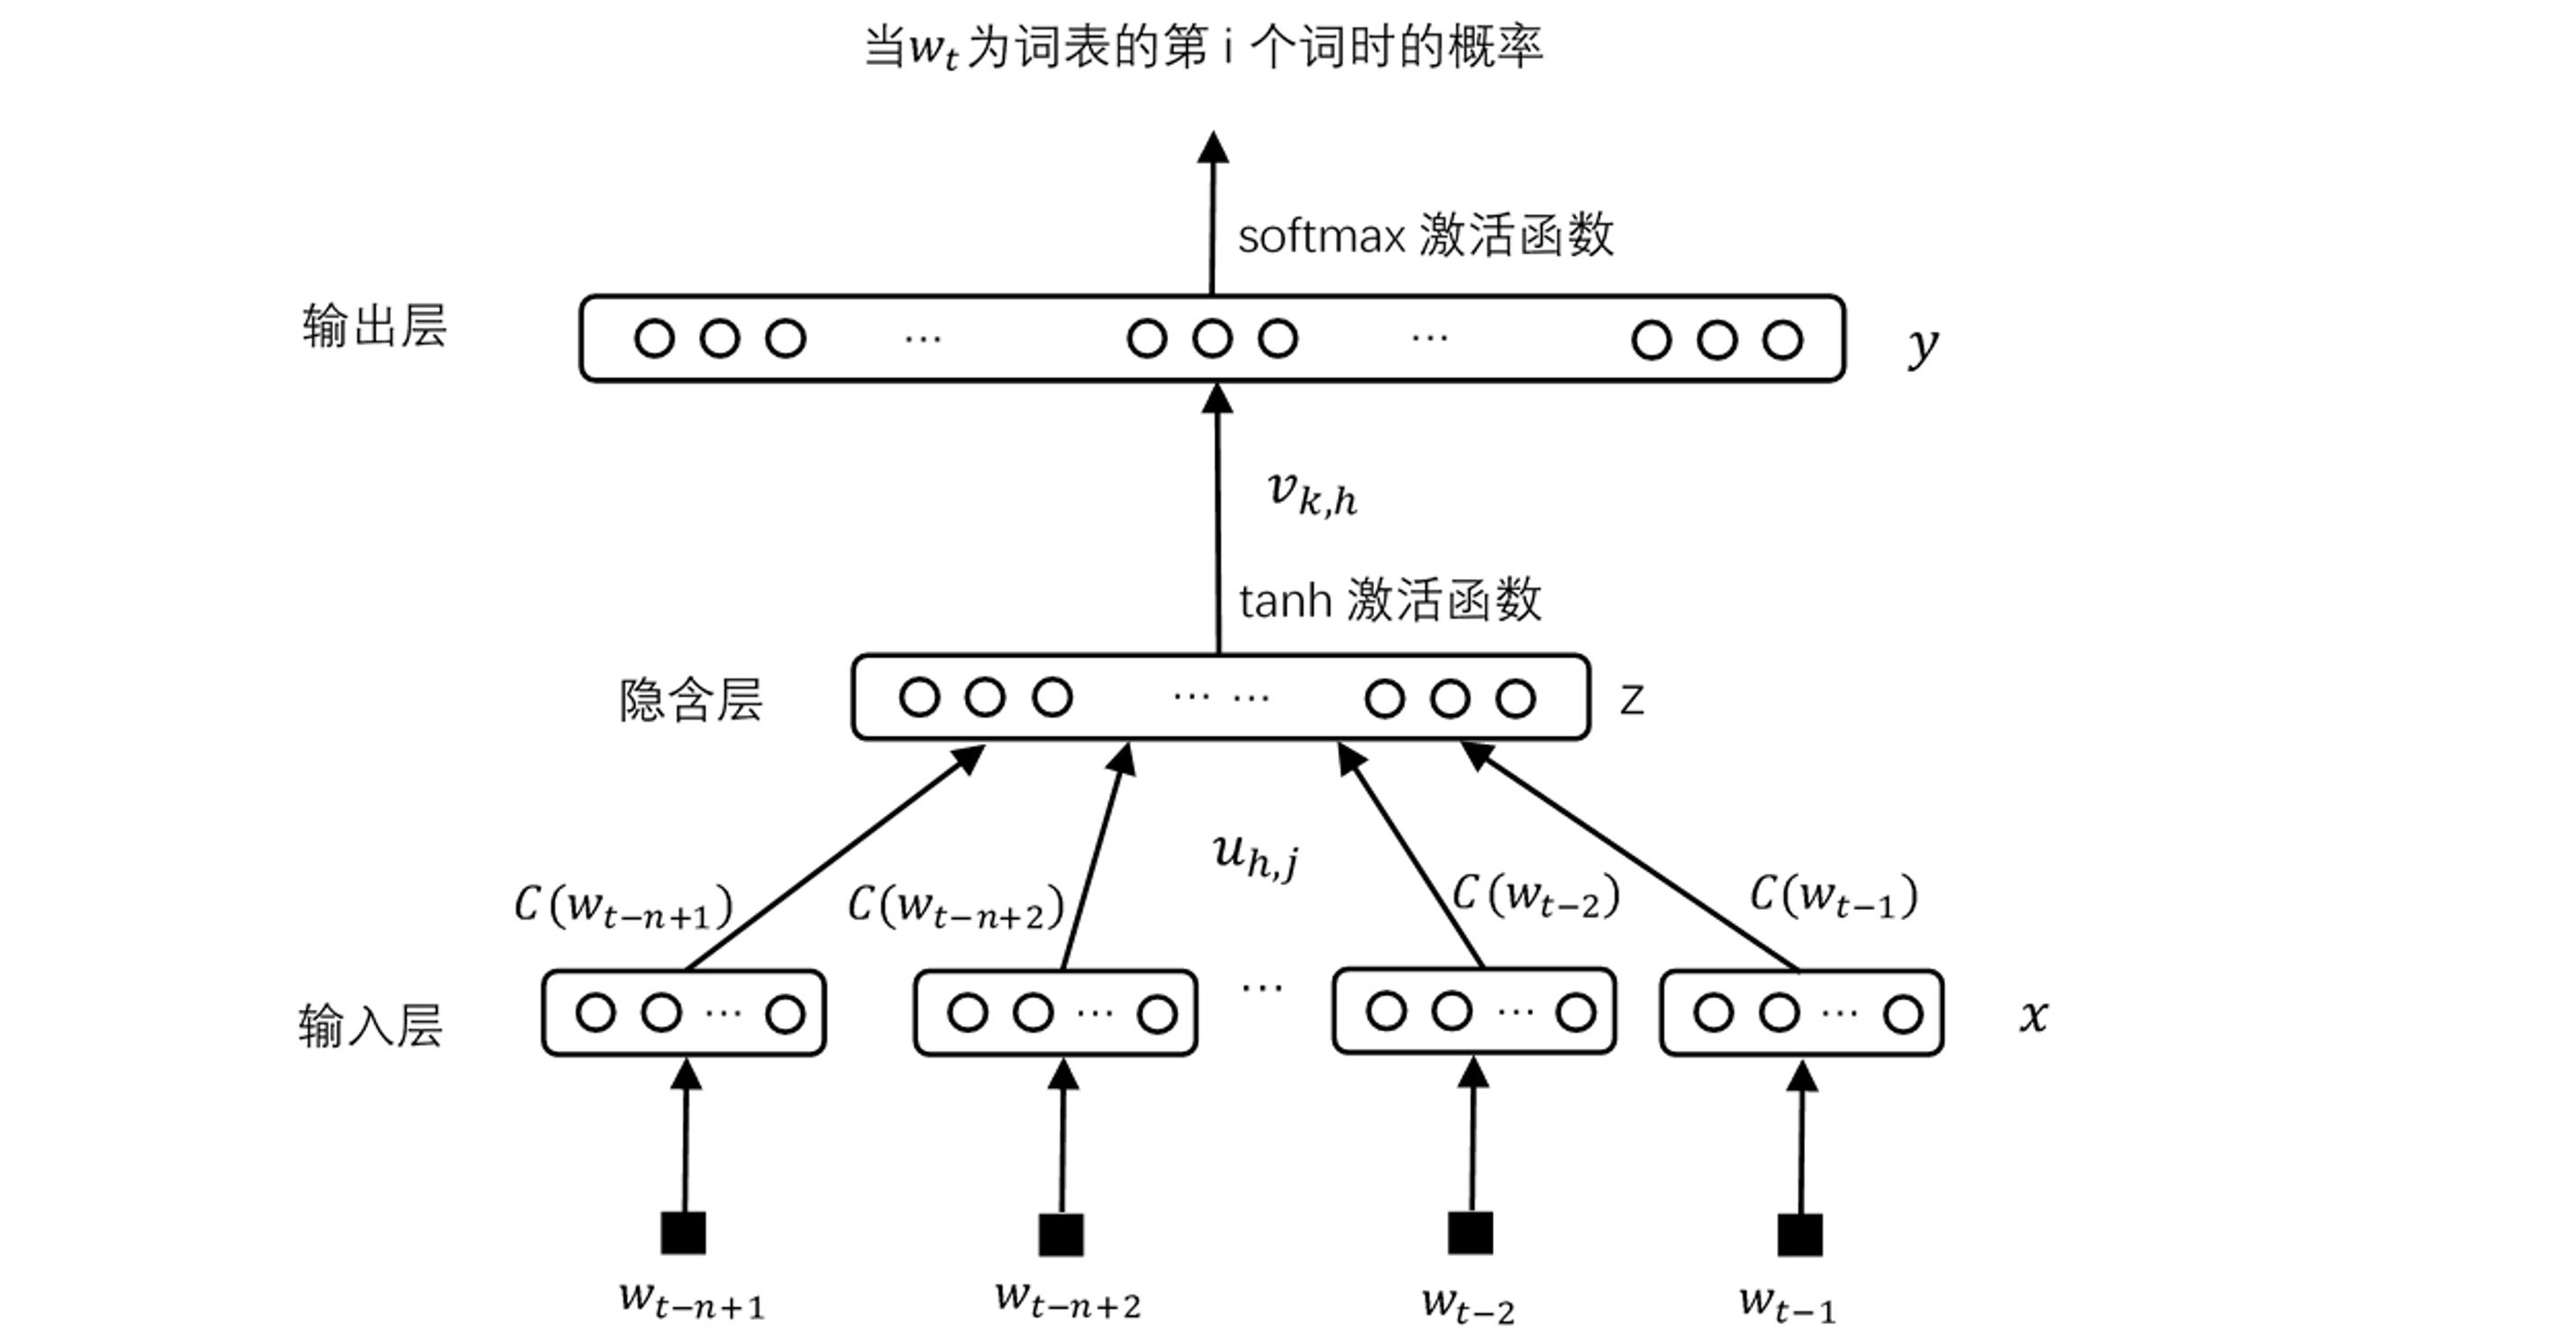 当wₜ为词表的第 i 个词时的概率
softmax 激活函数
输出层
y
v_{k,h}
tanh 激活函数
隐含层
z
u_{h,j}
C(w_{t−n+1})
C(w_{t−n+2})
C(w_{t−2})
C(w_{t−1})
输入层
x
w_{t−n+1}
w_{t−n+2}
w_{t−2}
w_{t−1}